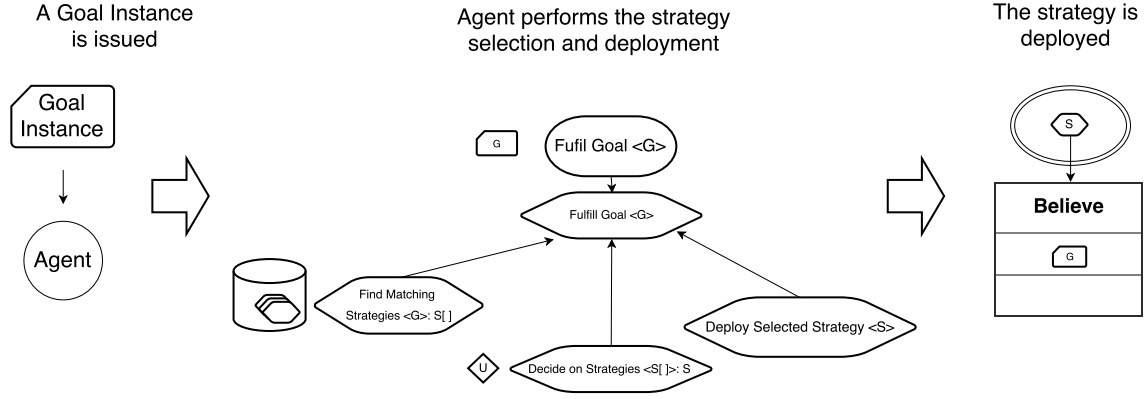 A Goal Instance
is issued
Agent performs the strategy
selection and deployment
The strategy is
deployed
Goal
Instance
Agent
G
Fufil Goal <G>
Fulfill Goal <G>
Find Matching
Strategies <G>: S[ ]
U
Decide on Strategies <S[ ]>: S
Deploy Selected Strategy <S>
S
Believe
G